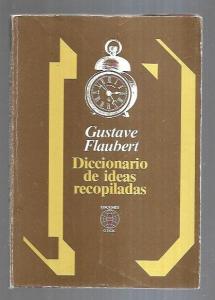 Gustave
Flaubert
Diccionario
de ideas
recopiladas